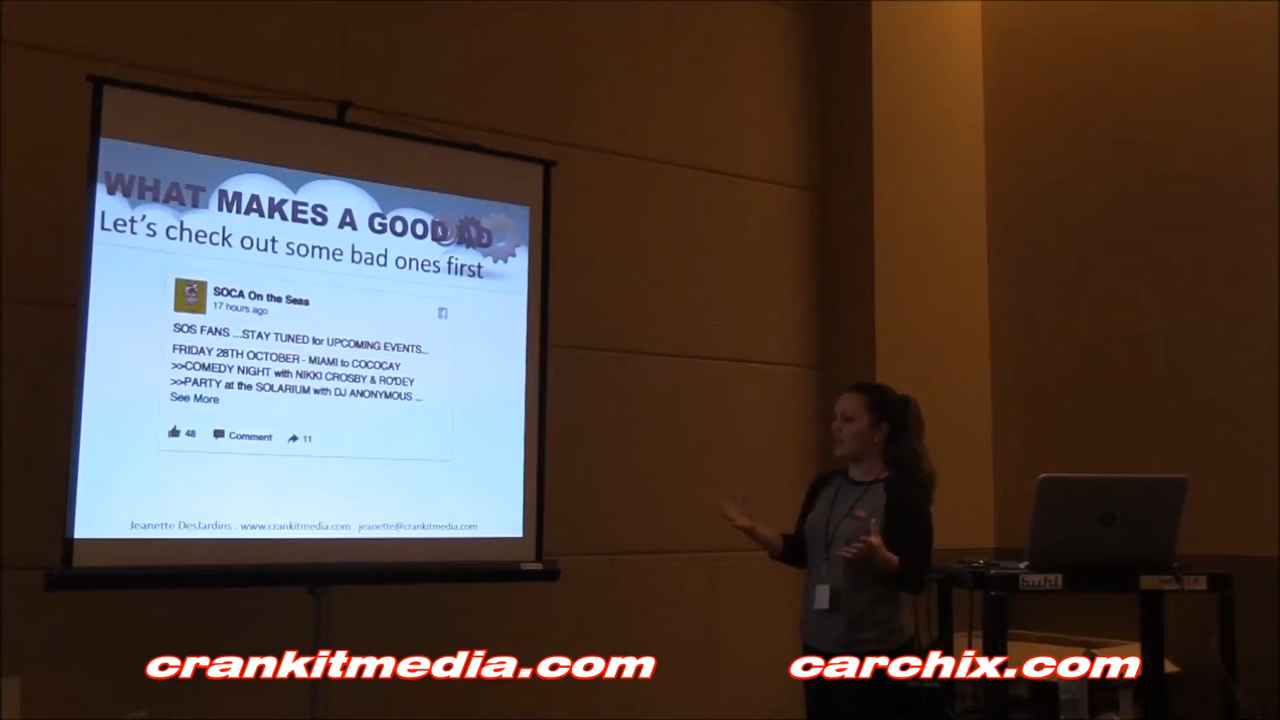 WHAT MAKES A GOOD AD
Let's check out some bad ones first
SOCA On the Seas
17 hours ago
SOS FANS ...STAY TUNED for UPCOMING EVENTS...
FRIDAY 28TH OCTOBER - MIAMI to COCOCAY
>>COMEDY NIGHT with NIKKI CROSBY & RO'DEY
>>PARTY at the SOLARIUM with DJ ANONYMOUS ...
See More
48 Comment 11
Jeanette DesJardins . www.crankitmedia.com . jeanette@crankitmedia.com
crankitmedia.com
carchix.com